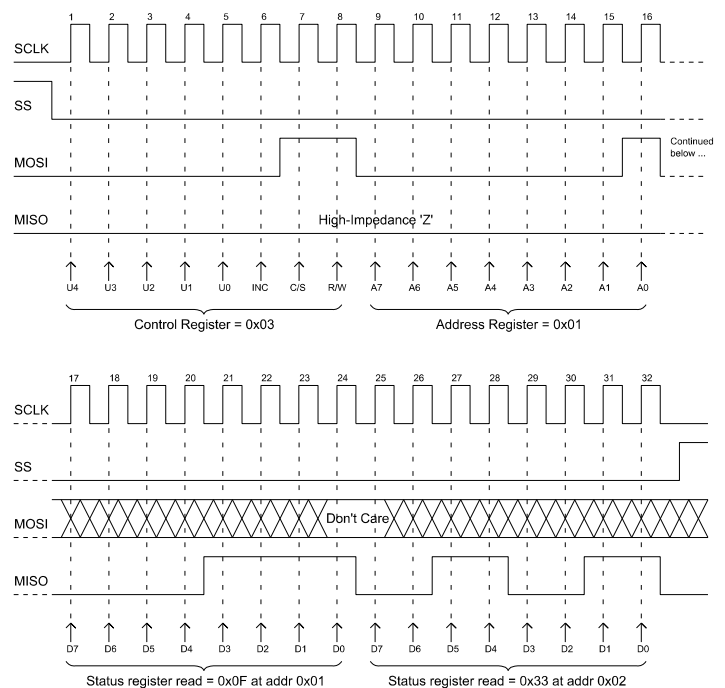 1 2 3 4 5 6 7 8 9 10 11 12 13 14 15 16
SCLK
SS
MOSI
Continued
below ...
MISO
High-Impedance 'Z'
U4 U3 U2 U1 U0 INC C/S R/W A7 A6 A5 A4 A3 A2 A1 A0
Control Register = 0x03 Address Register = 0x01
17 18 19 20 21 22 23 24 25 26 27 28 29 30 31 32
SCLK
SS
MOSI
Don't Care
MISO
D7 D6 D5 D4 D3 D2 D1 D0 D7 D6 D5 D4 D3 D2 D1 D0
Status register read = 0x0F at addr 0x01 Status register read = 0x33 at addr 0x02